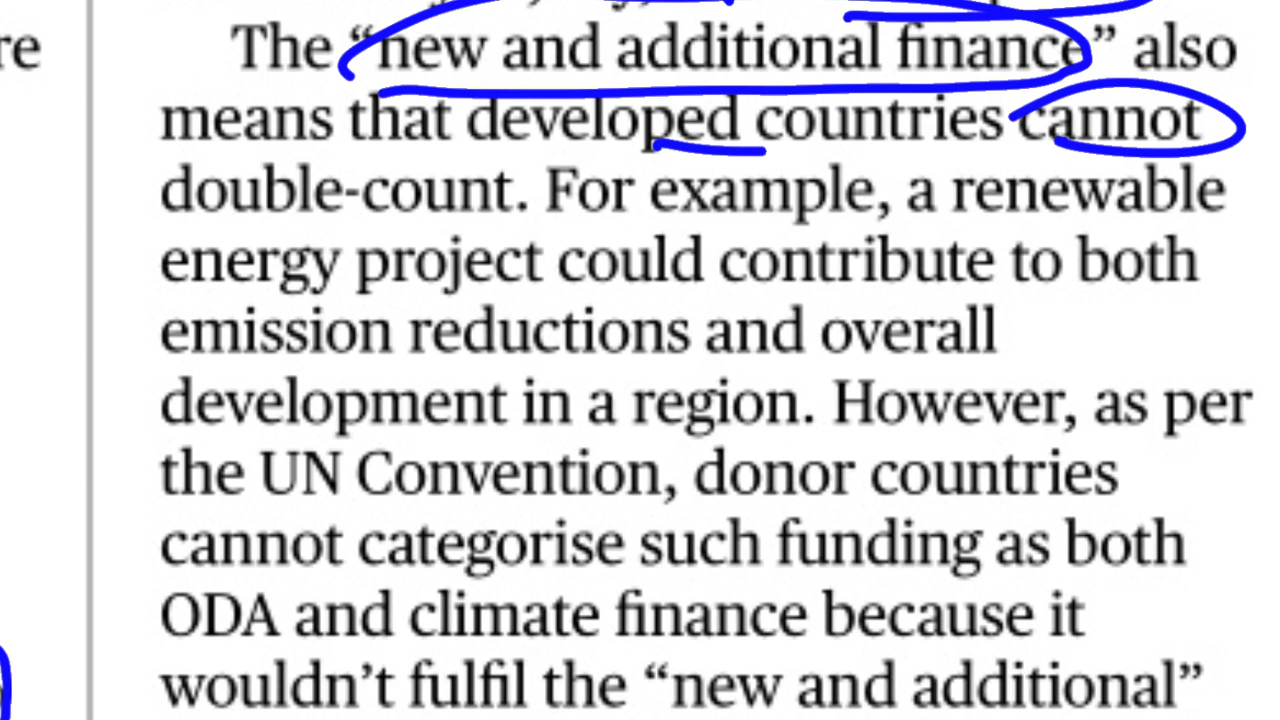 re
The “new and additional finance” also
means that developed countries cannot
double-count. For example, a renewable
energy project could contribute to both
emission reductions and overall
development in a region. However, as per
the UN Convention, donor countries
cannot categorise such funding as both
ODA and climate finance because it
wouldn’t fulfil the “new and additional”